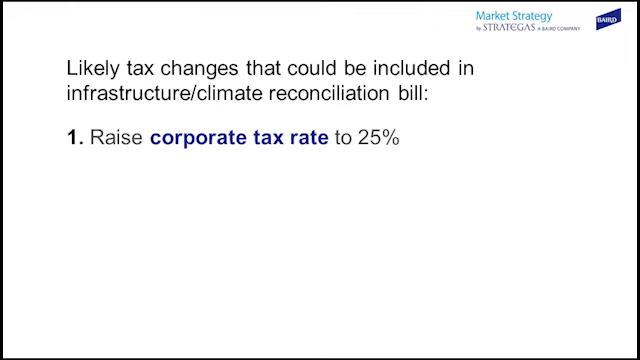 Market Strategy
by STRATEGAS A BAIRD COMPANY
BAIRD
Likely tax changes that could be included in
infrastructure/climate reconciliation bill:
1. Raise corporate tax rate to 25%